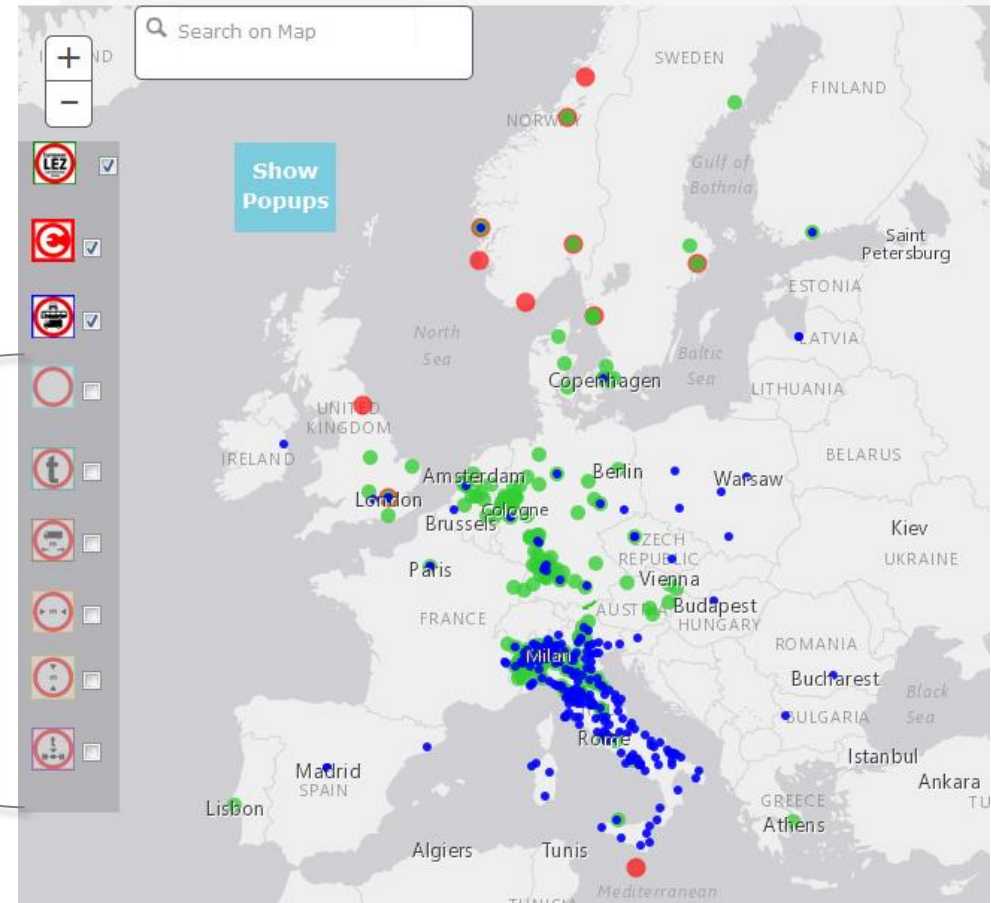 Search on Map
+
−
ND
SWEDEN
FINLAND
NORWAY
LEZ
Show
Popups
Gulf of
Bothnia
Saint
Petersburg
ESTONIA
North
Sea
LATVIA
Baltic
Sea
Copenhagen
LITHUANIA
UNITED
KINGDOM
IRELAND
BELARUS
t
Amsterdam
Berlin
Warsaw
London
Cologne
Brussels
Kiev
m
CZECH
REPUBLIC
UKRAINE
Paris
Vienna
m
FRANCE
AUSTRIA
Budapest
HUNGARY
ROMANIA
Milan
m
Bucharest
Black
Sea
BULGARIA
Rome
t
Istanbul
Madrid
SPAIN
Ankara
TU
Lisbon
GREECE
Athens
Algiers
Tunis
Mediterranean
TUNISIA